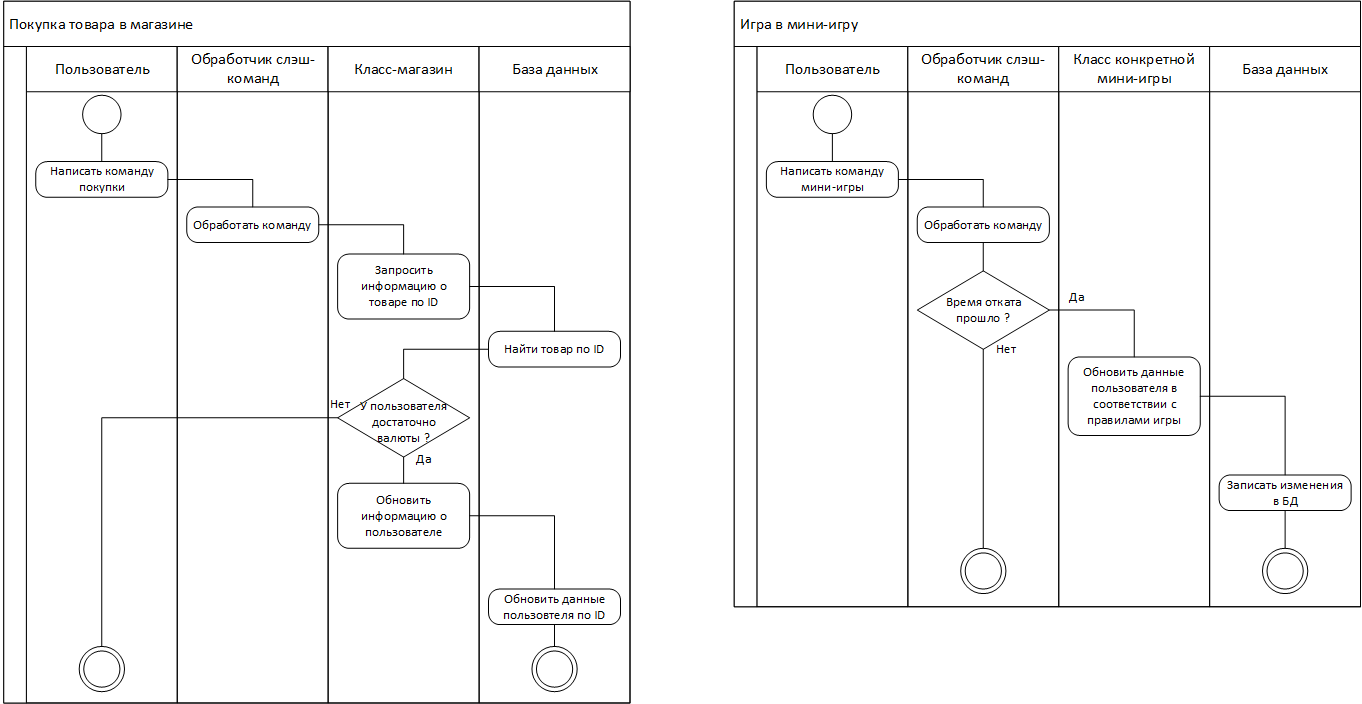 Покупка товара в магазине
Пользователь
Обработчик слэш-
команд
Класс-магазин
База данных
Написать команду
покупки
Обработать команду
Запросить
информацию о
товаре по ID
Найти товар по ID
Нет
У пользователя
достаточно
валюты ?
Да
Обновить
информацию о
пользователе
Обновить данные
пользовтеля по ID
Игра в мини-игру
Пользователь
Обработчик слэш-
команд
Класс конкретной
мини-игры
База данных
Написать команду
мини-игры
Обработать команду
Время отката
прошло ?
Да
Нет
Обновить данные
пользователя в
соответствии с
правилами игры
Записать изменения
в БД